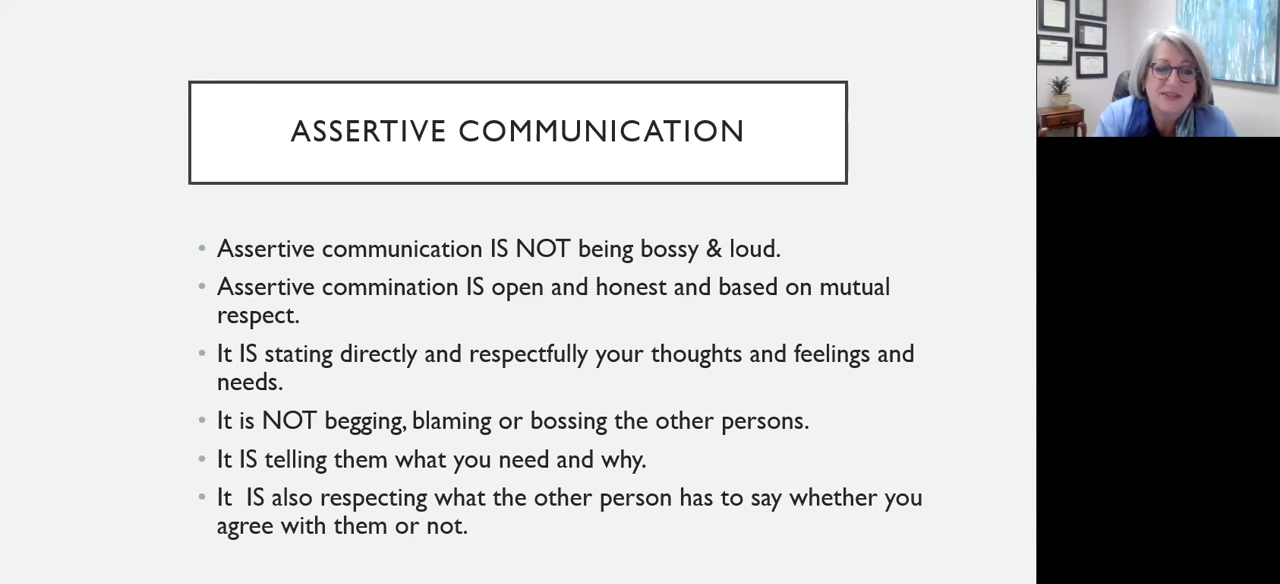 ASSERTIVE COMMUNICATION
• Assertive communication IS NOT being bossy & loud.
• Assertive commination IS open and honest and based on mutual
respect.
• It IS stating directly and respectfully your thoughts and feelings and
needs.
• It is NOT begging, blaming or bossing the other persons.
• It IS telling them what you need and why.
• It  IS also respecting what the other person has to say whether you
agree with them or not.